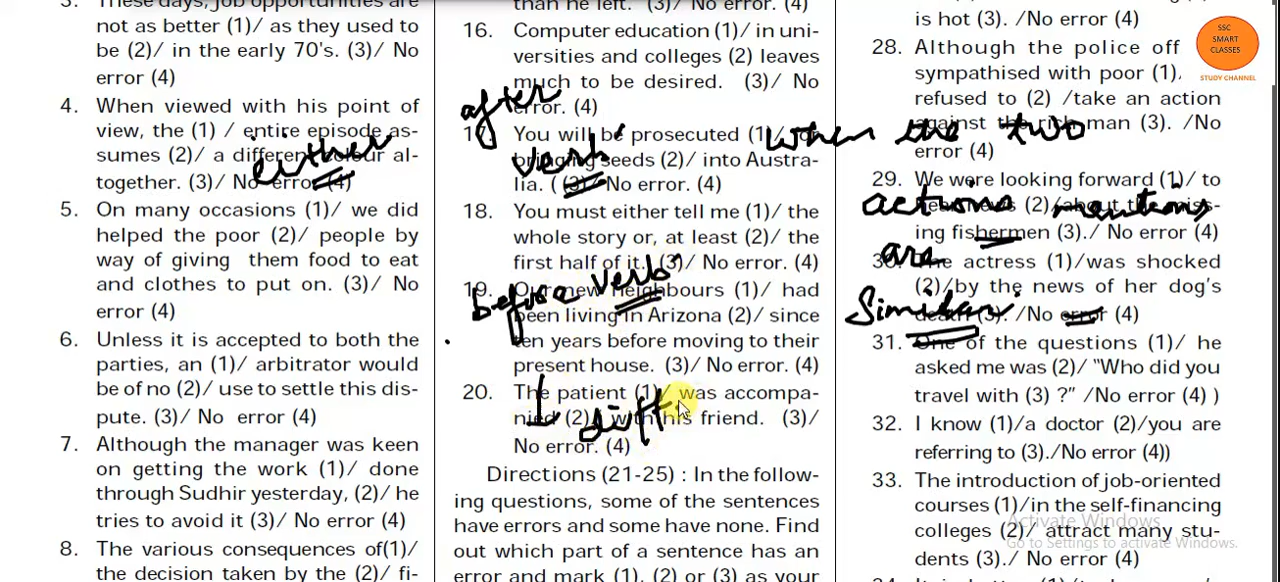 3. These days, job opportunities are
not as better (1)/ as they used to
be (2)/ in the early 70's. (3)/ No
error (4)
4. When viewed with his point of
view, the (1) / entire episode as-
sumes (2)/ a different colour al-
together. (3)/ No error (4)
either
5. On many occasions (1)/ we did
helped the poor (2)/ people by
way of giving them food to eat
and clothes to put on. (3)/ No
error (4)
6. Unless it is accepted to both the
parties, an (1)/ arbitrator would
be of no (2)/ use to settle this dis-
pute. (3)/ No error (4)
7. Although the manager was keen
on getting the work (1)/ done
through Sudhir yesterday, (2)/ he
tries to avoid it (3)/ No error (4)
8. The various consequences of(1)/
the decision taken by the (2)/ fi-
than he left. (3)/ No error. (4)
16. Computer education (1)/ in uni-
versities and colleges (2) leaves
much to be desired. (3)/ No
error. (4)
after
17. You will be prosecuted (1)/ for
bringing seeds (2)/ into Austra-
lia. ( (3)/ No error. (4)
verb
18. You must either tell me (1)/ the
whole story or, at least (2)/ the
first half of it. (3)/ No error. (4)
before verb
19. Our new neighbours (1)/ had
been living in Arizona (2)/ since
ten years before moving to their
present house. (3)/ No error. (4)
20. The patient (1)/ was accompa-
nied (2)/ with his friend. (3)/
No error. (4)
diff
Directions (21-25) : In the follow-
ing questions, some of the sentences
have errors and some have none. Find
out which part of a sentence has an
error and mark (1), (2) or (3) as your
is hot (3). /No error (4)
28. Although the police off
sympathised with poor (1).
refused to (2) /take an action
against the rich man (3). /No
error (4)
when the two
29. We were looking forward (1)/ to
hear news (2)/about the miss-
ing fishermen (3)./ No error (4)
actions mentions
are
30. The actress (1)/was shocked
(2)/by the news of her dog's
death (3). /No error (4)
Similar
31. One of the questions (1)/ he
asked me was (2)/ "Who did you
travel with (3) ?" /No error (4) )
32. I know (1)/a doctor (2)/you are
referring to (3)./No error (4))
33. The introduction of job-oriented
courses (1)/in the self-financing
colleges (2)/ attract many stu-
dents (3)./ No error (4)
SSC
SMART
CLASSES
STUDY CHANNEL
Activate Windows
Go to Settings to activate Windows.